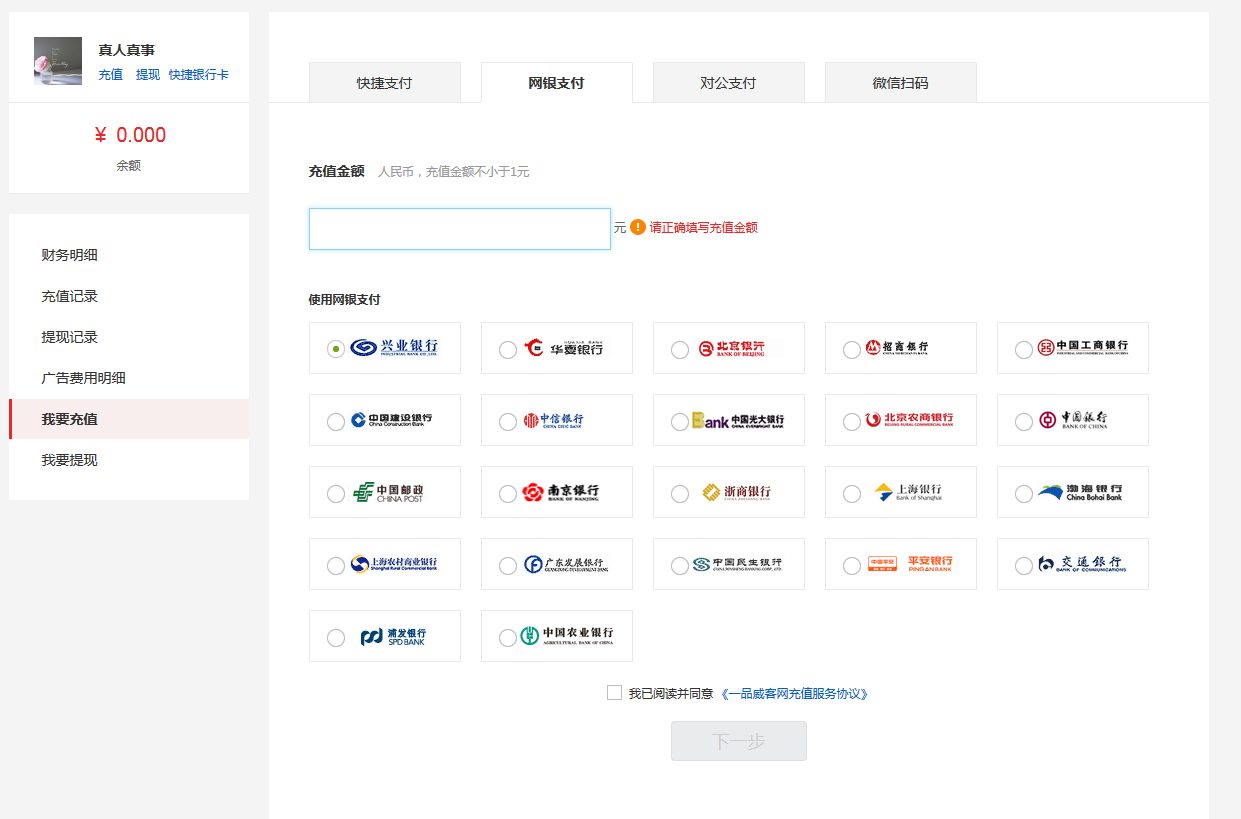 真人真事
充值 提现 快捷银行卡
¥ 0.000
余额
财务明细
充值记录
提现记录
广告费用明细
我要充值
我要提现
快捷支付 网银支付 对公支付 微信扫码
充值金额 人民币，充值金额不小于1元
元 请正确填写充值金额
使用网银支付
兴业银行 INDUSTRIAL BANK CO.,LTD.
华夏银行 HUAXIA BANK
北京银行 BANK OF BEIJING
招商银行 CHINA MERCHANTS BANK
中国工商银行 INDUSTRIAL AND COMMERCIAL BANK OF CHINA
中国建设银行 China Construction Bank
中信银行 CHINA CITIC BANK
Bank 中国光大银行 CHINA EVERBRIGHT BANK
北京农商银行 BEIJING RURAL COMMERCIAL BANK
中国银行 BANK OF CHINA
中国邮政 CHINA POST
南京银行 BANK OF NANJING
浙商银行 CHINA ZHESHANG BANK
上海银行 Bank of Shanghai
渤海银行 China Bohai Bank
上海农村商业银行 Shanghai Rural Commercial Bank
广东发展银行 GUANGDONG DEVELOPMENT BANK
中国民生银行 CHINA MINSHENG BANKING CORP., LTD.
中国平安 平安银行 PING AN BANK
交通银行 BANK OF COMMUNICATIONS
浦发银行 SPD BANK
中国农业银行 AGRICULTURAL BANK OF CHINA
我已阅读并同意 《一品威客网充值服务协议》
下一步